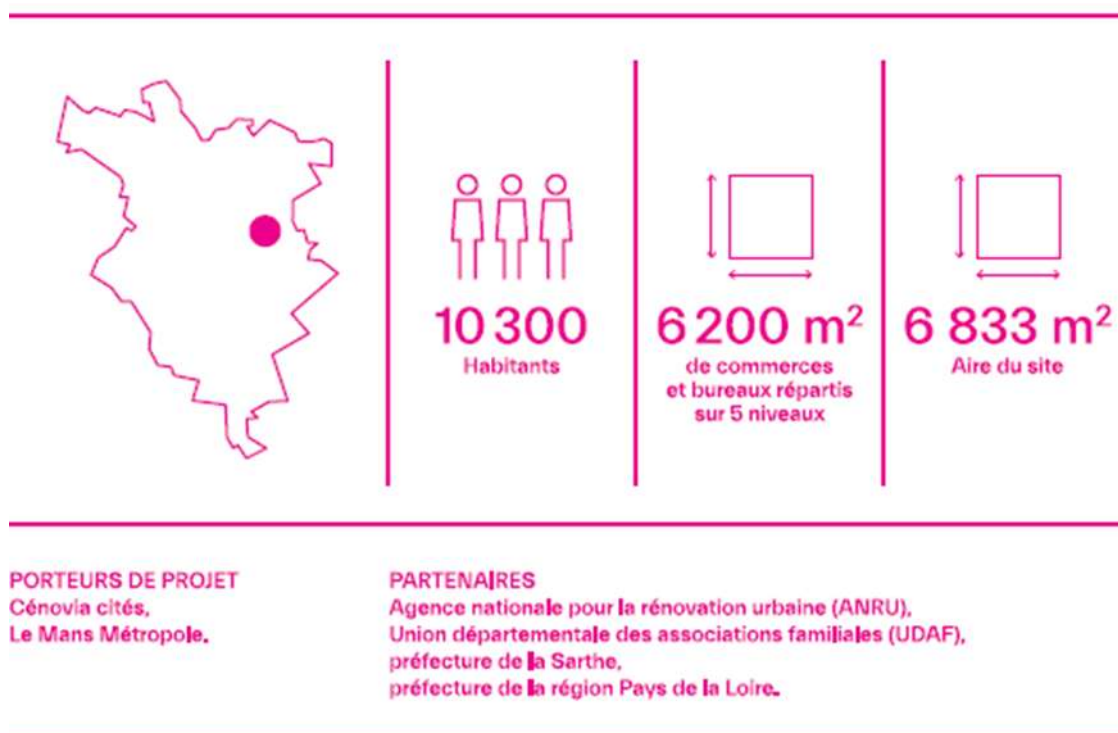 10 300
Habitants
6 200 m²
de commerces
et bureaux répartis
sur 5 niveaux
6 833 m²
Aire du site
PORTEURS DE PROJET
Cénovia cités,
Le Mans Métropole.
PARTENAIRES
Agence nationale pour la rénovation urbaine (ANRU),
Union départementale des associations familiales (UDAF),
préfecture de la Sarthe,
préfecture de la région Pays de la Loire.